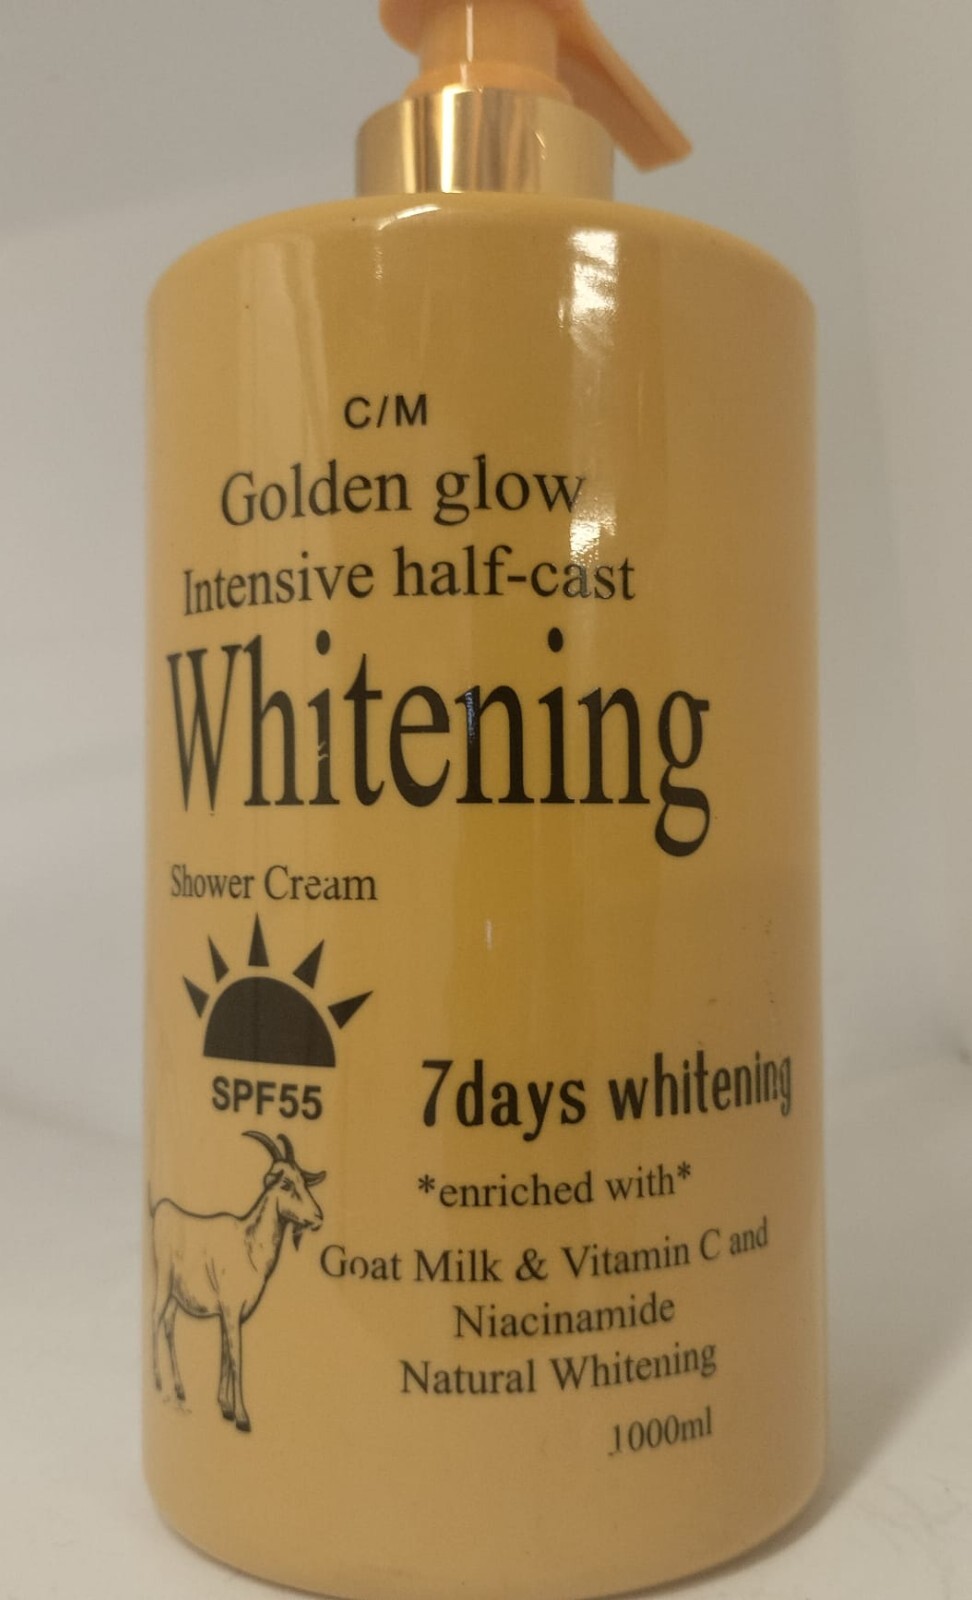 C/M
Golden glow
Intensive half-cast
Whitening
Shower Cream
SPF55
7days whitening
*enriched with*
Goat Milk & Vitamin C and
Niacinamide
Natural Whitening
1000ml